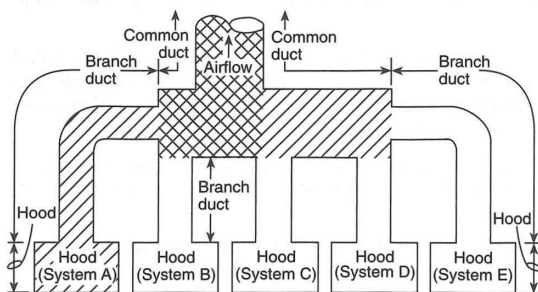 Common
duct
Common
duct
Branch
duct
Airflow
Branch
duct
Branch
duct
Hood
Hood
Hood
(System A)
Hood
(System B)
Hood
(System C)
Hood
(System D)
Hood
(System E)